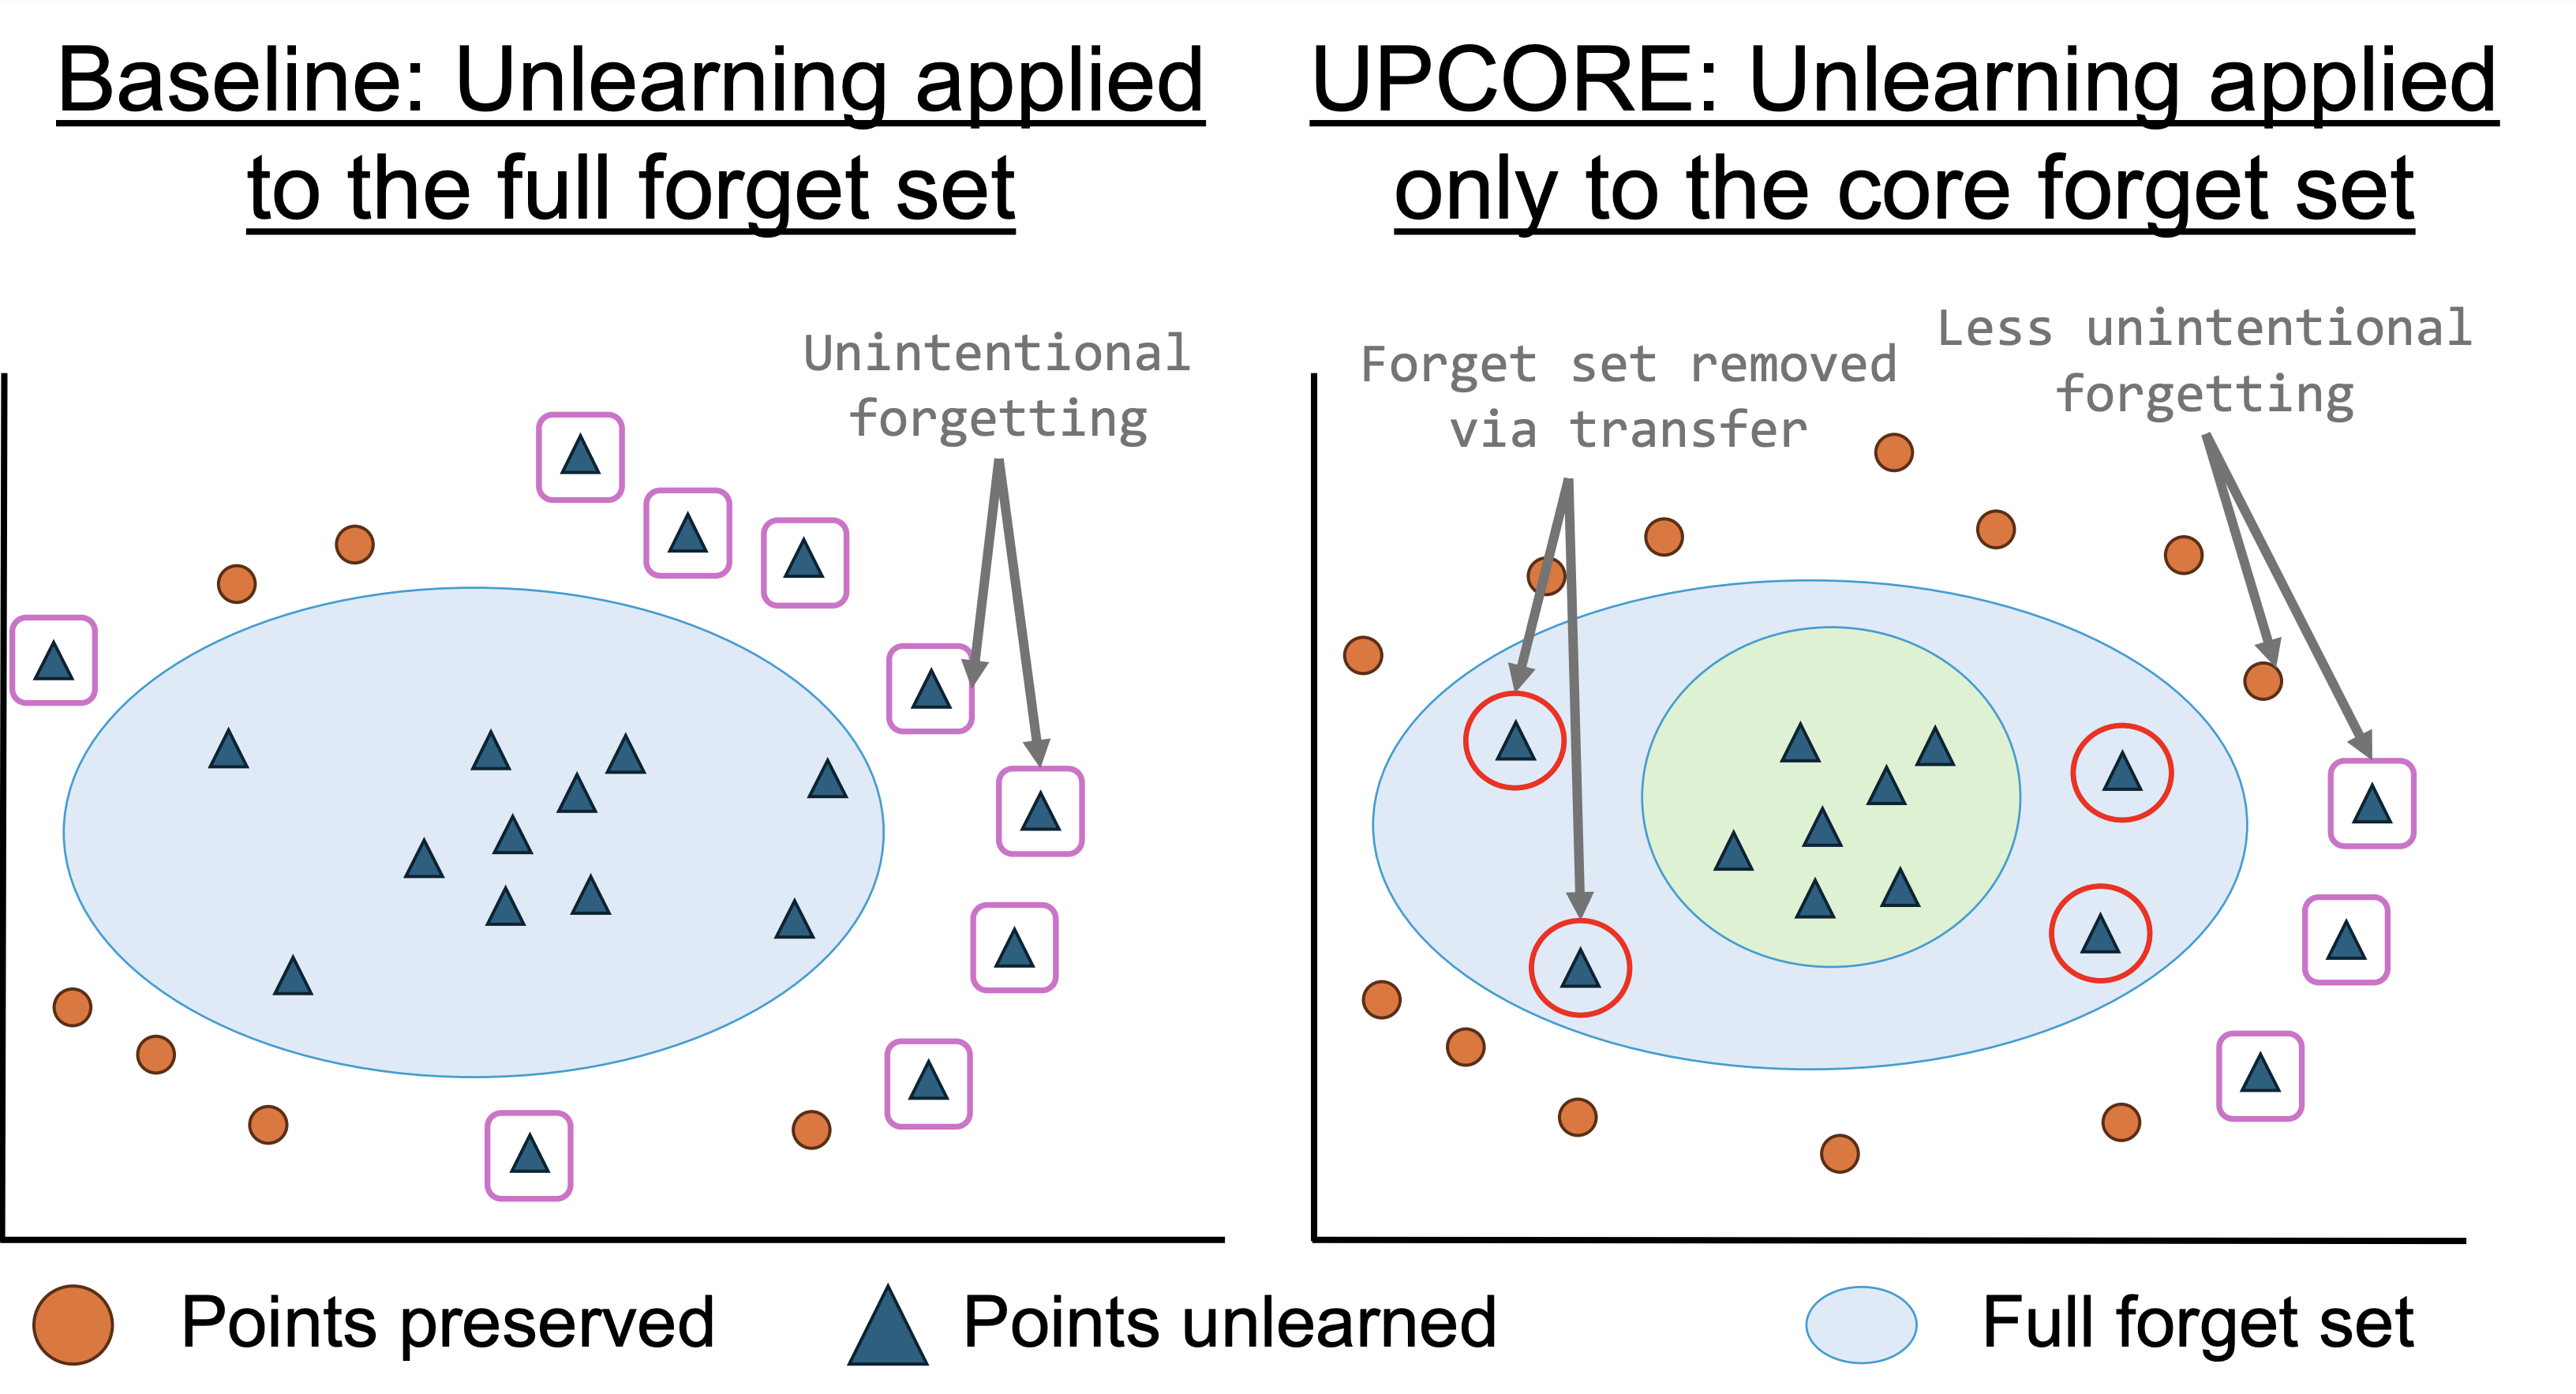 Baseline: Unlearning applied
to the full forget set
UPCORE: Unlearning applied
only to the core forget set
Unintentional
forgetting
Forget set removed
via transfer
Less unintentional
forgetting
Points preserved
Points unlearned
Full forget set